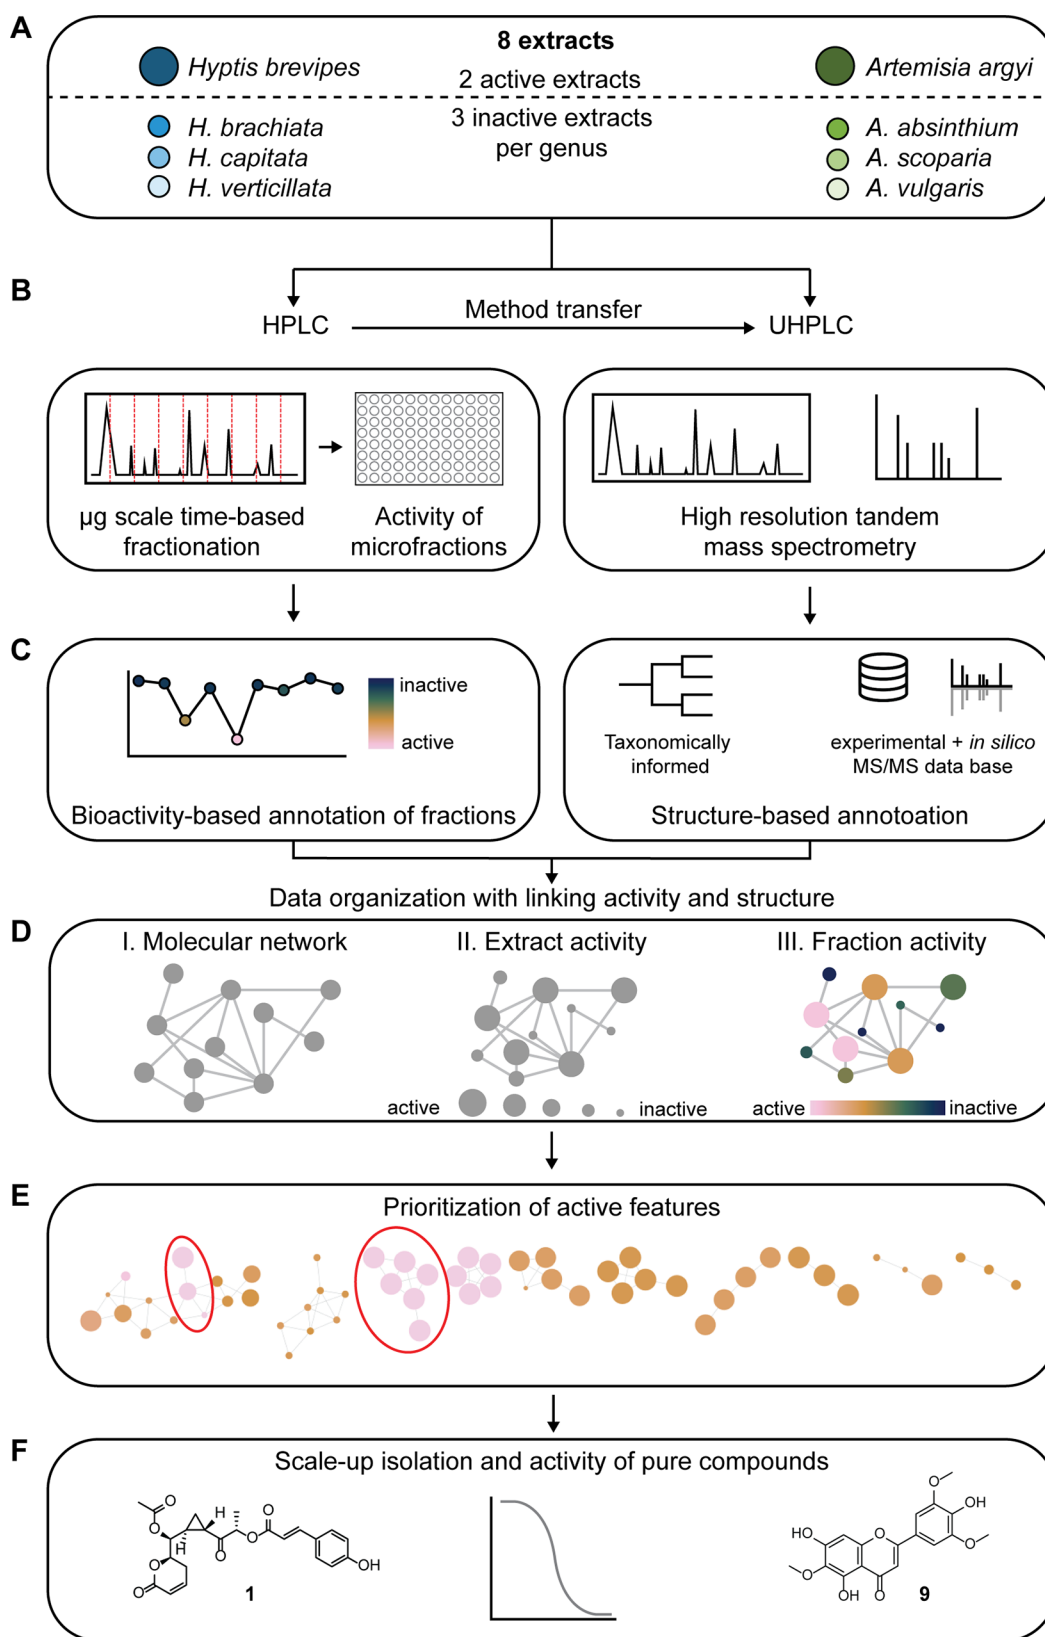 A
8 extracts
Hyptis brevipes
2 active extracts
Artemisia argyi
3 inactive extracts
per genus
H. brachiata
H. capitata
H. verticillata
A. absinthium
A. scoparia
A. vulgaris
B
HPLC
Method transfer
UHPLC
µg scale time-based
fractionation
Activity of
microfractions
High resolution tandem
mass spectrometry
C
inactive
active
Bioactivity-based annotation of fractions
Taxonomically
informed
experimental + in silico
MS/MS data base
Structure-based annotoation
Data organization with linking activity and structure
D
I. Molecular network
II. Extract activity
III. Fraction activity
active
inactive
active
inactive
E
Prioritization of active features
F
Scale-up isolation and activity of pure compounds
O
O
H
H
O
O
O
O
O
OH
1
HO
O
O
OH
O
O
OH
O
9